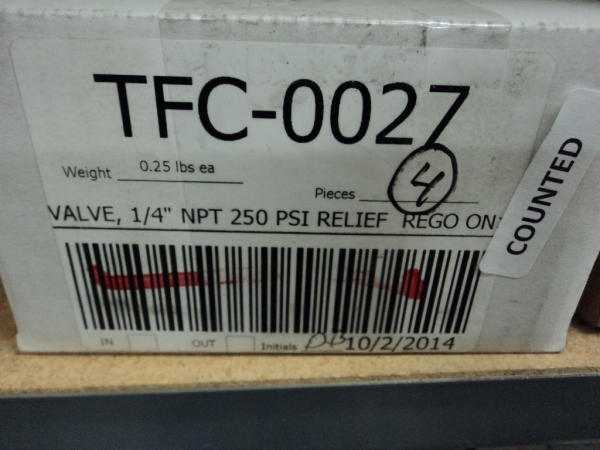 TFC-0027
Weight 0.25 lbs ea
Pieces 4
VALVE, 1/4" NPT 250 PSI RELIEF REGO ON
COUNTED
IN OUT Initials DB 10/2/2014